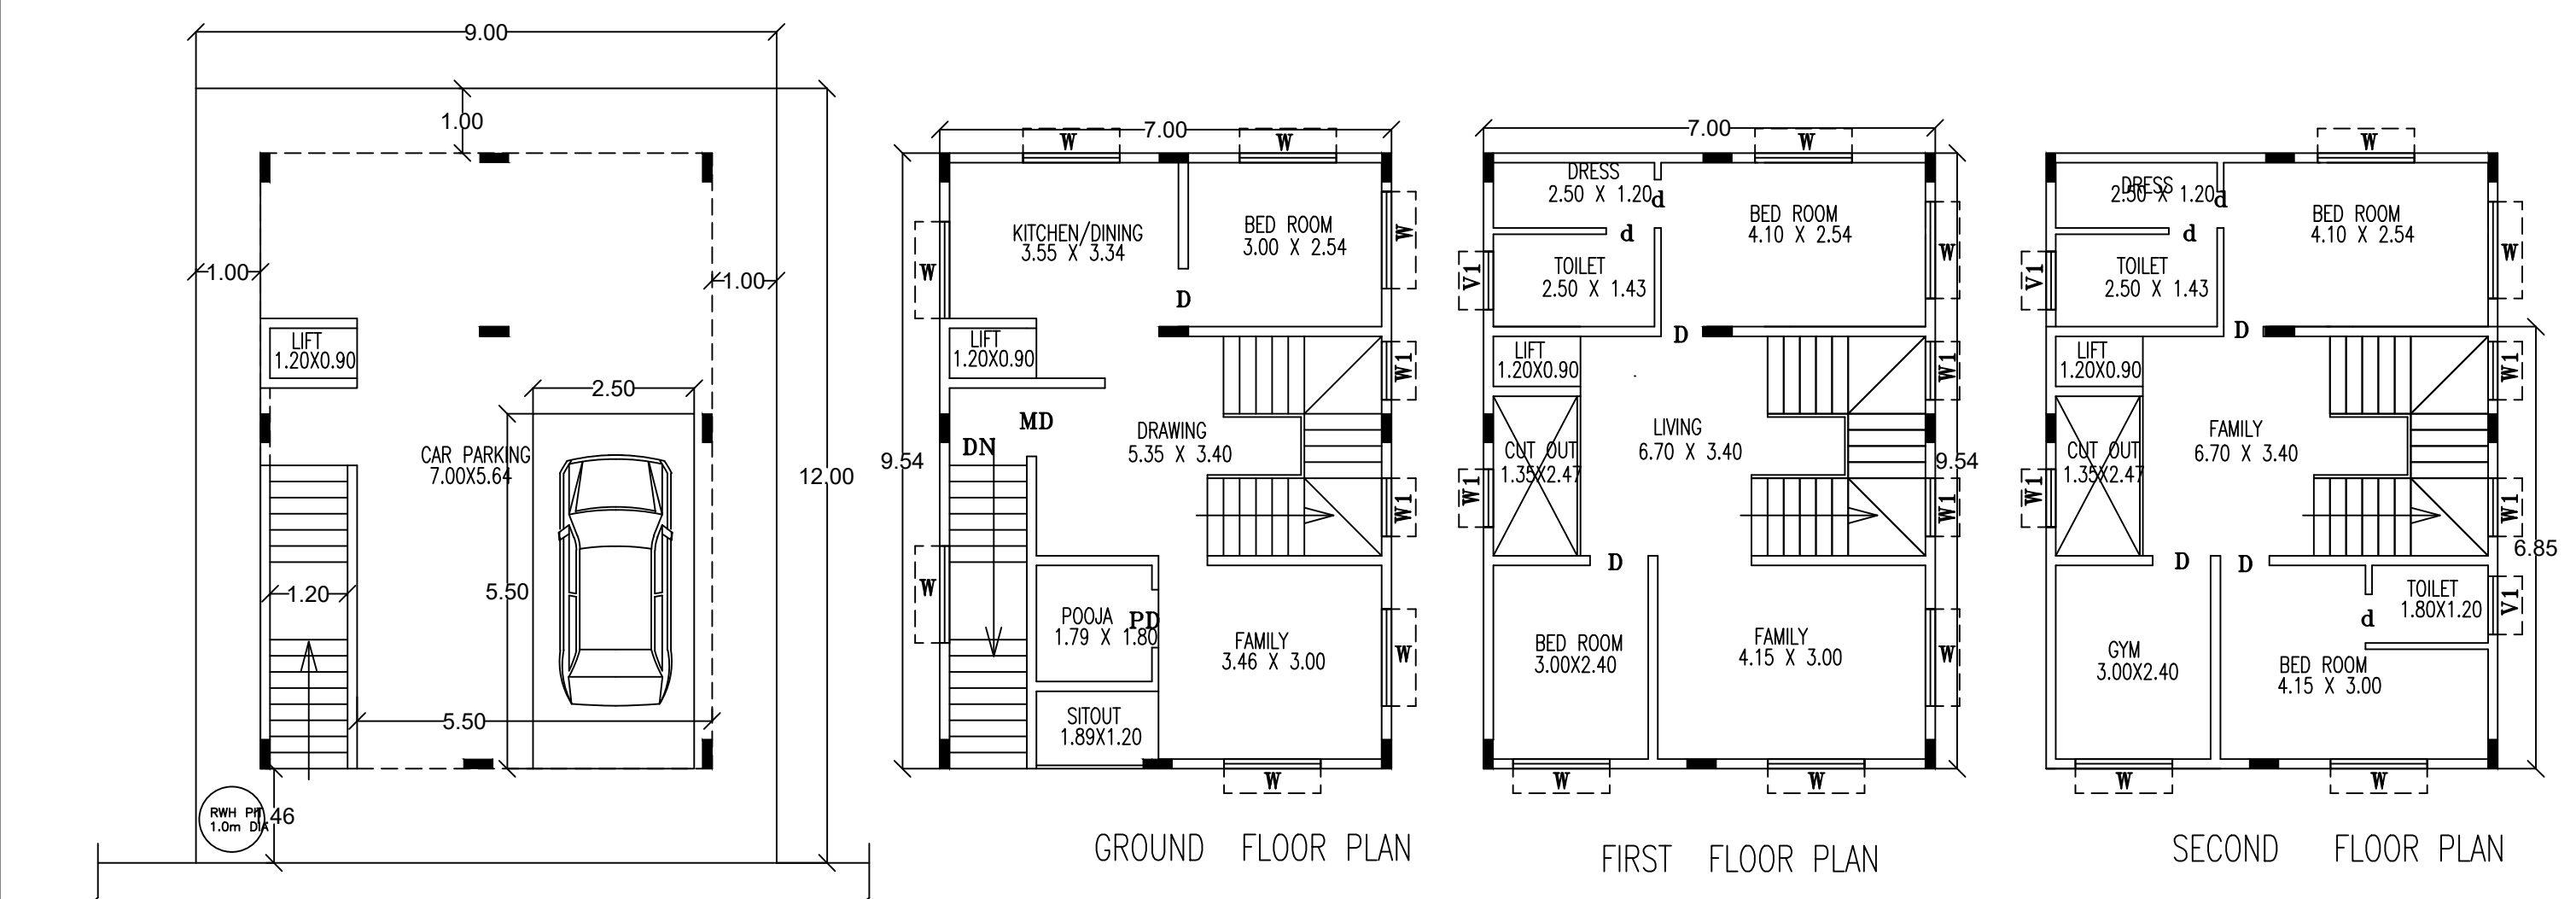 9.00
1.00
1.00
1.00
LIFT
1.20X0.90
2.50
CAR PARKING
7.00X5.64
12.00
5.50
1.20
5.50
RWH PIT
1.0m DIA
.46
7.00
W
W
KITCHEN/DINING
3.55 X 3.34
BED ROOM
3.00 X 2.54
W
W
D
LIFT
1.20X0.90
W1
MD
DN
DRAWING
5.35 X 3.40
9.54
W1
W
POOJA
PD
1.79 X 1.80
FAMILY
3.46 X 3.00
W
SITOUT
1.89X1.20
W
GROUND FLOOR PLAN
7.00
W
DRESS
2.50 X 1.20
d
d
BED ROOM
4.10 X 2.54
W
V1
TOILET
2.50 X 1.43
D
LIFT
1.20X0.90
W1
LIVING
6.70 X 3.40
CUT OUT
1.35X2.47
9.54
W1
W1
D
BED ROOM
3.00X2.40
FAMILY
4.15 X 3.00
W
W
W
FIRST FLOOR PLAN
W
DRESS
2.50 X 1.20
d
d
BED ROOM
4.10 X 2.54
W
V1
TOILET
2.50 X 1.43
D
LIFT
1.20X0.90
W1
FAMILY
6.70 X 3.40
CUT OUT
1.35X2.47
W1
W1
6.85
D
D
TOILET
1.80X1.20
V1
d
GYM
3.00X2.40
BED ROOM
4.15 X 3.00
W
W
SECOND FLOOR PLAN